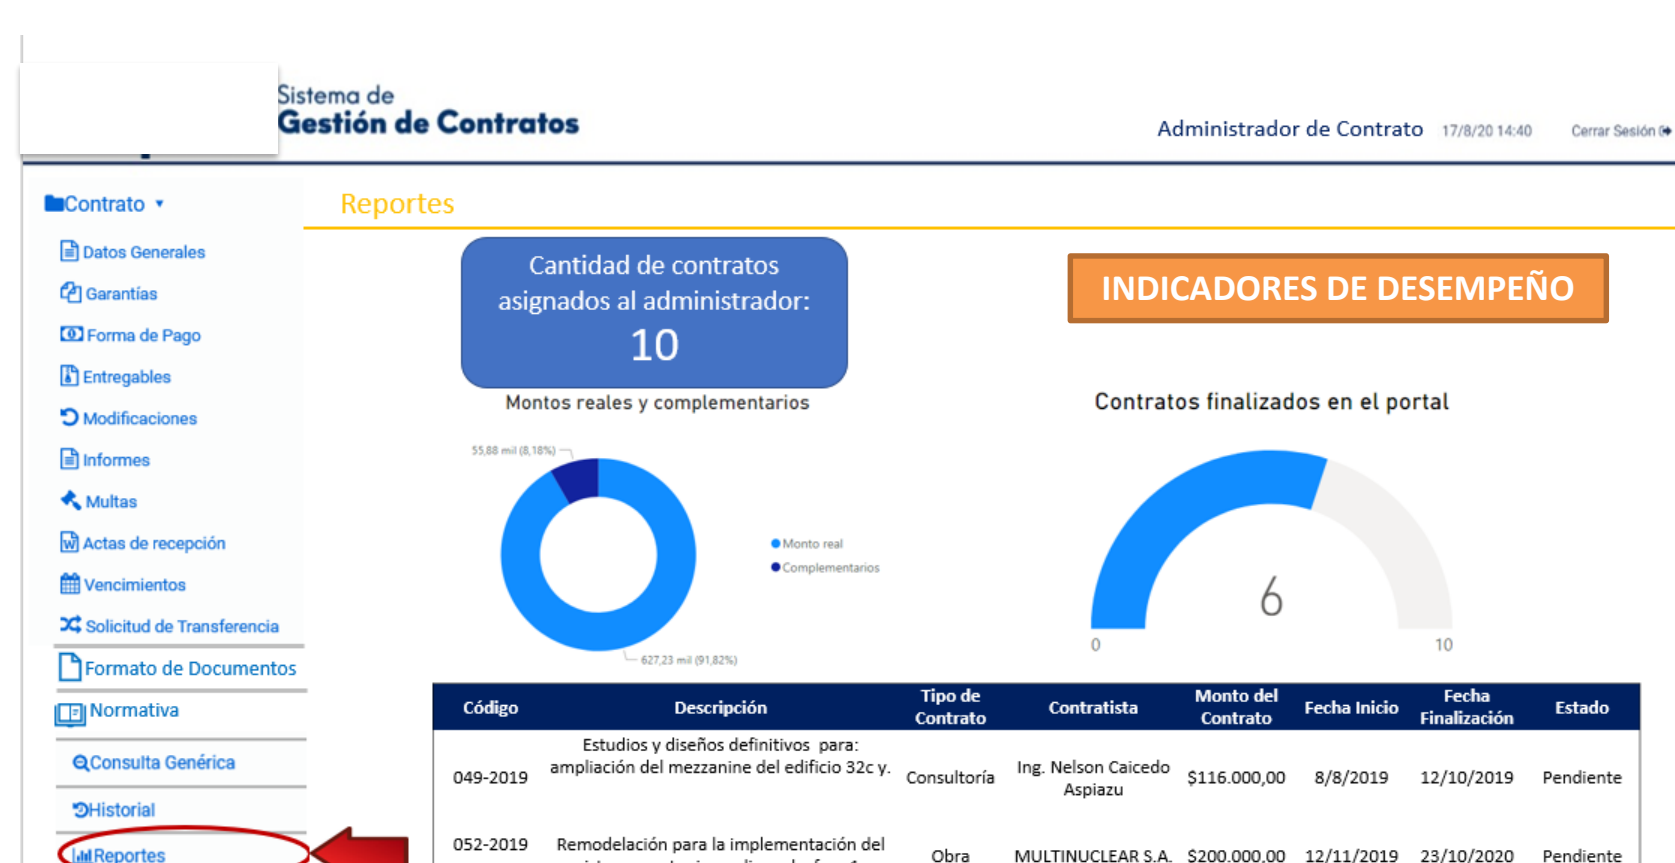 Sistema de
Gestión de Contratos
Administrador de Contrato 17/8/20 14:40 Cerrar Sesión
Contrato
Datos Generales
Garantías
Forma de Pago
Entregables
Modificaciones
Informes
Multas
Actas de recepción
Vencimientos
Solicitud de Transferencia
Formato de Documentos
Normativa
Consulta Genérica
Historial
Reportes
Reportes
Cantidad de contratos
asignados al administrador:
10
INDICADORES DE DESEMPEÑO
Montos reales y complementarios
55,88 mil (8,18%)
Monto real
Complementarios
627,23 mil (91,82%)
Contratos finalizados en el portal
6
0 10
Código Descripción Tipo de Contrato Contratista Monto del Contrato Fecha Inicio Fecha Finalización Estado
Estudios y diseños definitivos para:
049-2019 ampliación del mezzanine del edificio 32c y. Consultoría Ing. Nelson Caicedo Aspiazu $116.000,00 8/8/2019 12/10/2019 Pendiente
052-2019 Remodelación para la implementación del
Obra MULTINUCLEAR S.A. $200.000,00 12/11/2019 23/10/2020 Pendiente